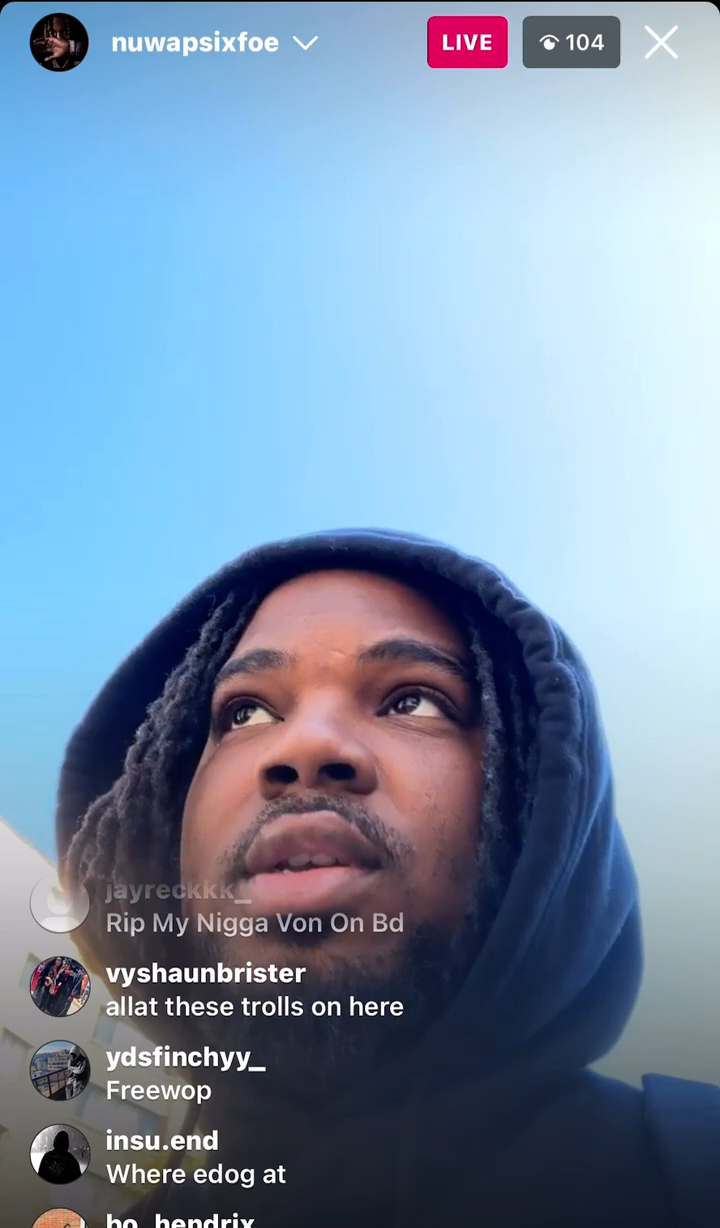 nuwapsixfoe
LIVE
104
jayreckkk_
Rip My Nigga Von On Bd
vyshaunbrister
allat these trolls on here
ydsfinchyy_
Freewop
insu.end
Where edog at
bo_hendrix